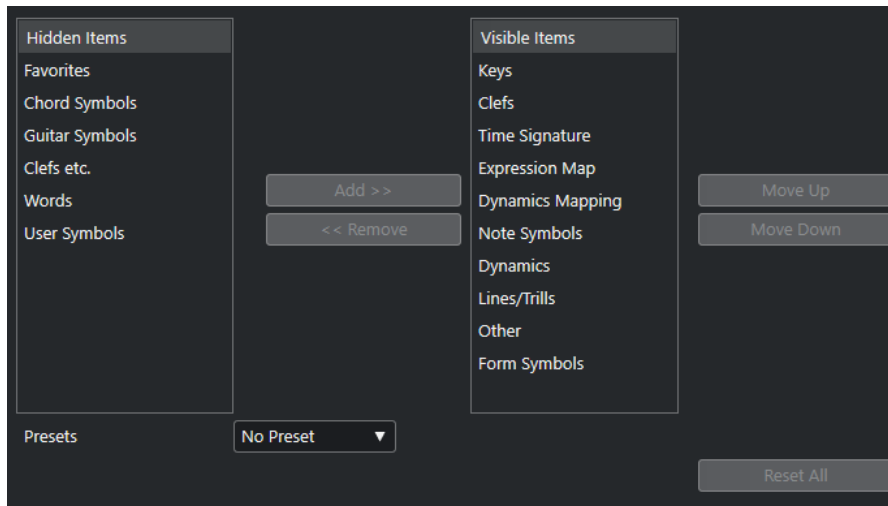 Hidden Items
Favorites
Chord Symbols
Guitar Symbols
Clefs etc.
Words
User Symbols
Add >>
<< Remove
Visible Items
Keys
Clefs
Time Signature
Expression Map
Dynamics Mapping
Note Symbols
Dynamics
Lines/Trills
Other
Form Symbols
Move Up
Move Down
Presets
No Preset
Reset All